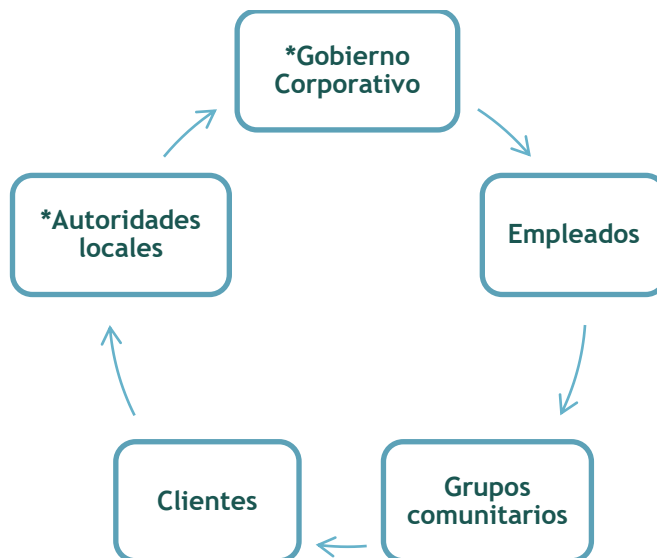 *Gobierno
Corporativo
Empleados
Grupos
comunitarios
Clientes
*Autoridades
locales